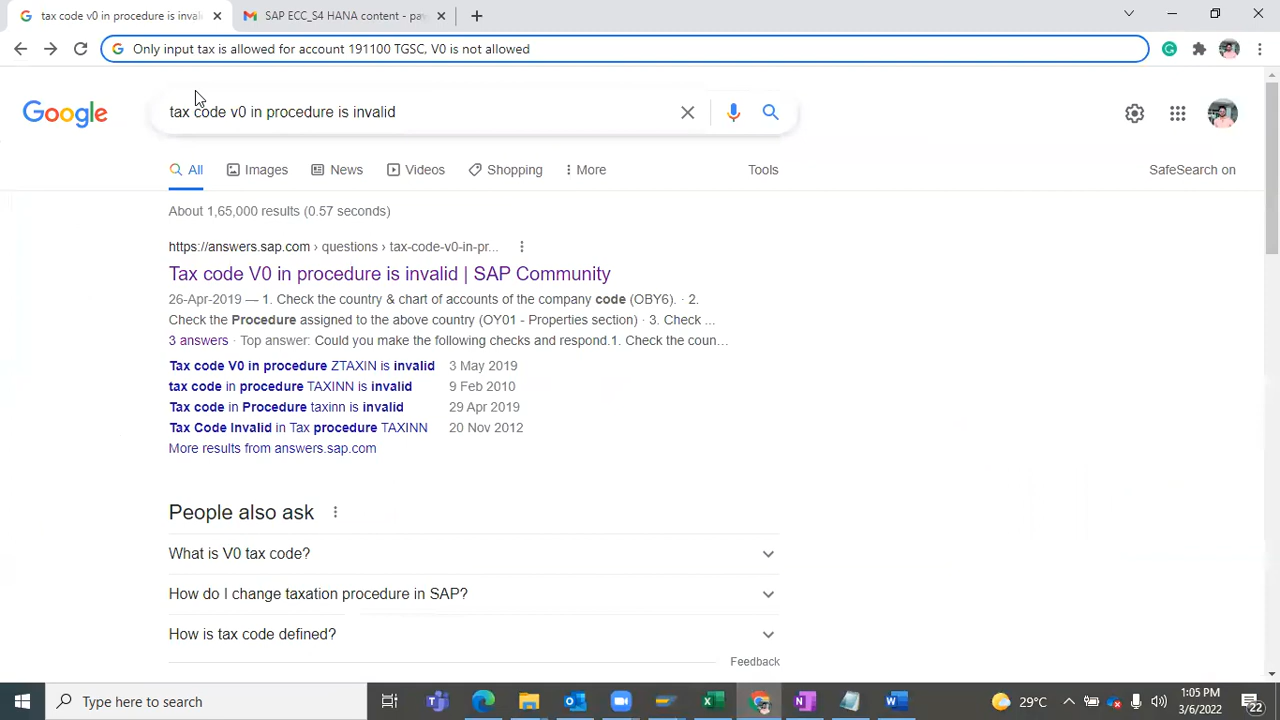 tax code v0 in procedure is inval
SAP ECC_S4 HANA content - pa
Only input tax is allowed for account 191100 TGSC, V0 is not allowed
Google
tax code v0 in procedure is invalid
All
Images
News
Videos
Shopping
More
Tools
SafeSearch on
About 1,65,000 results (0.57 seconds)
https://answers.sap.com › questions › tax-code-v0-in-pr...
Tax code V0 in procedure is invalid | SAP Community
26-Apr-2019 — 1. Check the country & chart of accounts of the company code (OBY6). · 2.
Check the Procedure assigned to the above country (OY01 - Properties section) · 3. Check ...
3 answers · Top answer: Could you make the following checks and respond.1. Check the coun…
Tax code V0 in procedure ZTAXIN is invalid 3 May 2019
tax code in procedure TAXINN is invalid 9 Feb 2010
Tax code in Procedure taxinn is invalid 29 Apr 2019
Tax Code Invalid in Tax procedure TAXINN 20 Nov 2012
More results from answers.sap.com
People also ask
What is V0 tax code?
How do I change taxation procedure in SAP?
How is tax code defined?
Feedback
Type here to search
29°C
1:05 PM
3/6/2022
22